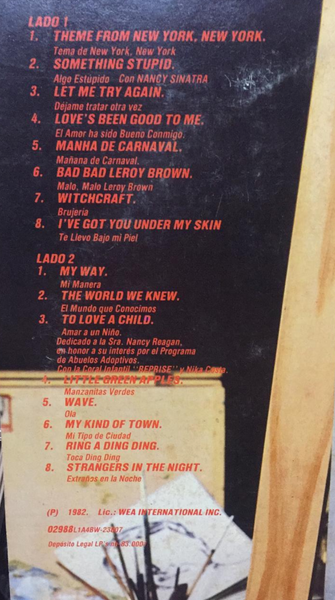 LADO 1
1. THEME FROM NEW YORK, NEW YORK.
Tema de New York, New York
2. SOMETHING STUPID.
Algo Estúpido Con NANCY SINATRA
3. LET ME TRY AGAIN.
Déjame tratar otra vez
4. LOVE'S BEEN GOOD TO ME.
El Amor ha sido Bueno Conmigo.
5. MANHA DE CARNAVAL.
Mañana de Carnaval.
6. BAD BAD LEROY BROWN.
Malo, Malo Leroy Brown
7. WITCHCRAFT.
Brujería
8. I'VE GOT YOU UNDER MY SKIN
Te Llevo Bajo mi Piel
LADO 2
1. MY WAY.
Mi Manera
2. THE WORLD WE KNEW.
El Mundo que Conocimos
3. TO LOVE A CHILD.
Amar a un Niño.
Dedicado a la Sra. Nancy Reagan,
en honor a su interés por el Programa
de Abuelos Adoptivos.
Con la Coral Infantil "REPRISE" y Nika
4. LITTLE GREEN APPLES.
Manzanitas Verdes
5. WAVE.
Ola
6. MY KIND OF TOWN.
Mi Tipo de Ciudad
7. RING A DING DING.
Toca Ding Ding
8. STRANGERS IN THE NIGHT.
Extraños en la Noche
(P) 1982. Lic.: WEA INTERNATIONAL INC.
02988
Depósito Legal